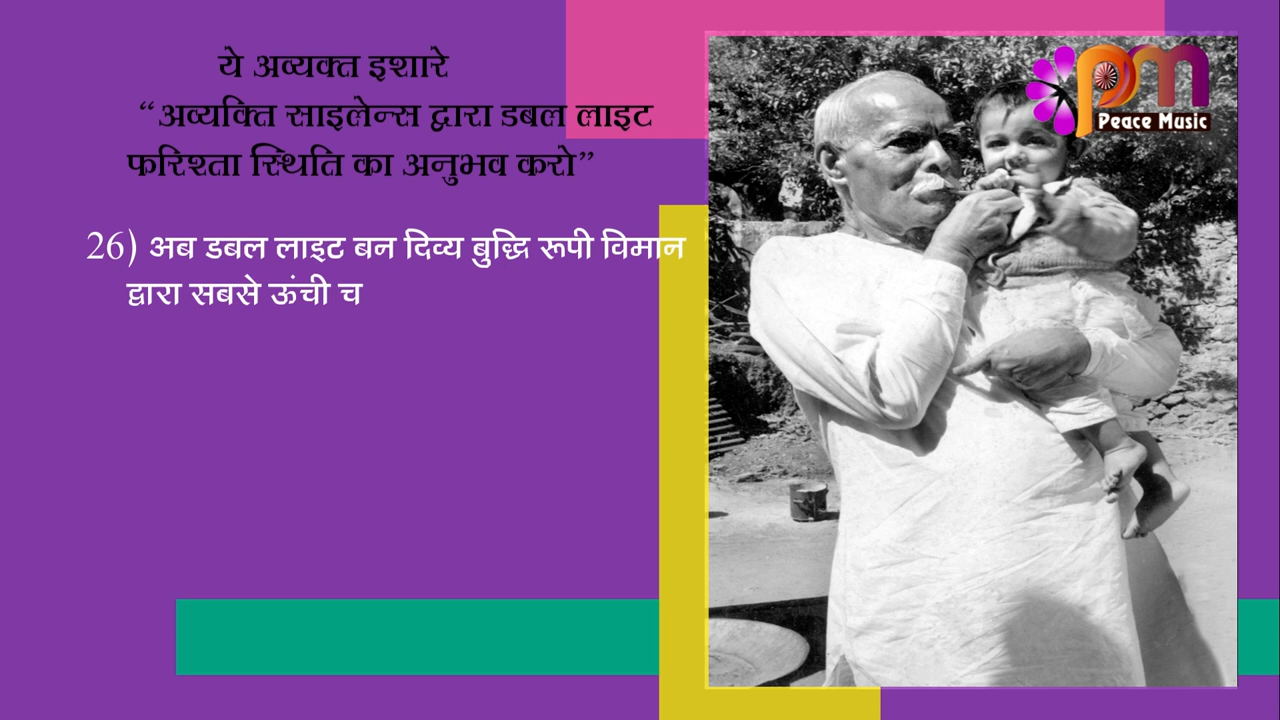 ये अव्यक्त इशारे
“अव्यक्ति साइलेन्स द्वारा डबल लाइट
फरिश्ता स्थिति का अनुभव करो”
26) अब डबल लाइट बन दिव्य बुद्धि रूपी विमान
द्वारा सबसे ऊंची च
pm
Peace Music